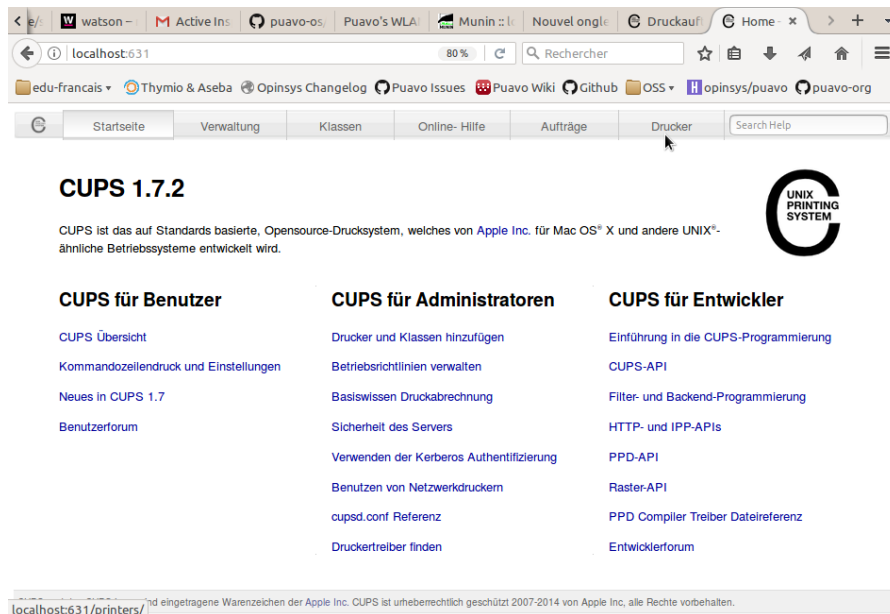 e/: watson - M Active Ins puavo-os, Puavo's WLA Munin :: lo Nouvel ongle Druckauft Home -
localhost:631 80% Rechercher
edu-francais Thymio & Aseba Opinsys Changelog Puavo Issues Puavo Wiki Github OSS opinsys/puavo puavo-org
Startseite Verwaltung Klassen Online- Hilfe Aufträge Drucker Search Help
CUPS 1.7.2
UNIX
PRINTING
SYSTEM
CUPS ist das auf Standards basierte, Opensource-Drucksystem, welches von Apple Inc. für Mac OS® X und andere UNIX®-
ähnliche Betriebssysteme entwickelt wird.
CUPS für Benutzer
CUPS Übersicht
Kommandozeilendruck und Einstellungen
Neues in CUPS 1.7
Benutzerforum
CUPS für Administratoren
Drucker und Klassen hinzufügen
Betriebsrichtlinien verwalten
Basiswissen Druckabrechnung
Sicherheit des Servers
Verwenden der Kerberos Authentifizierung
Benutzen von Netzwerkdruckern
cupsd.conf Referenz
Druckertreiber finden
CUPS für Entwickler
Einführung in die CUPS-Programmierung
CUPS-API
Filter- und Backend-Programmierung
HTTP- und IPP-APIs
PPD-API
Raster-API
PPD Compiler Treiber Dateireferenz
Entwicklerforum
eingetragene Warenzeichen der Apple Inc. CUPS ist urheberrechtlich geschützt 2007-2014 von Apple Inc, alle Rechte vorbehalten.
localhost:631/printers/